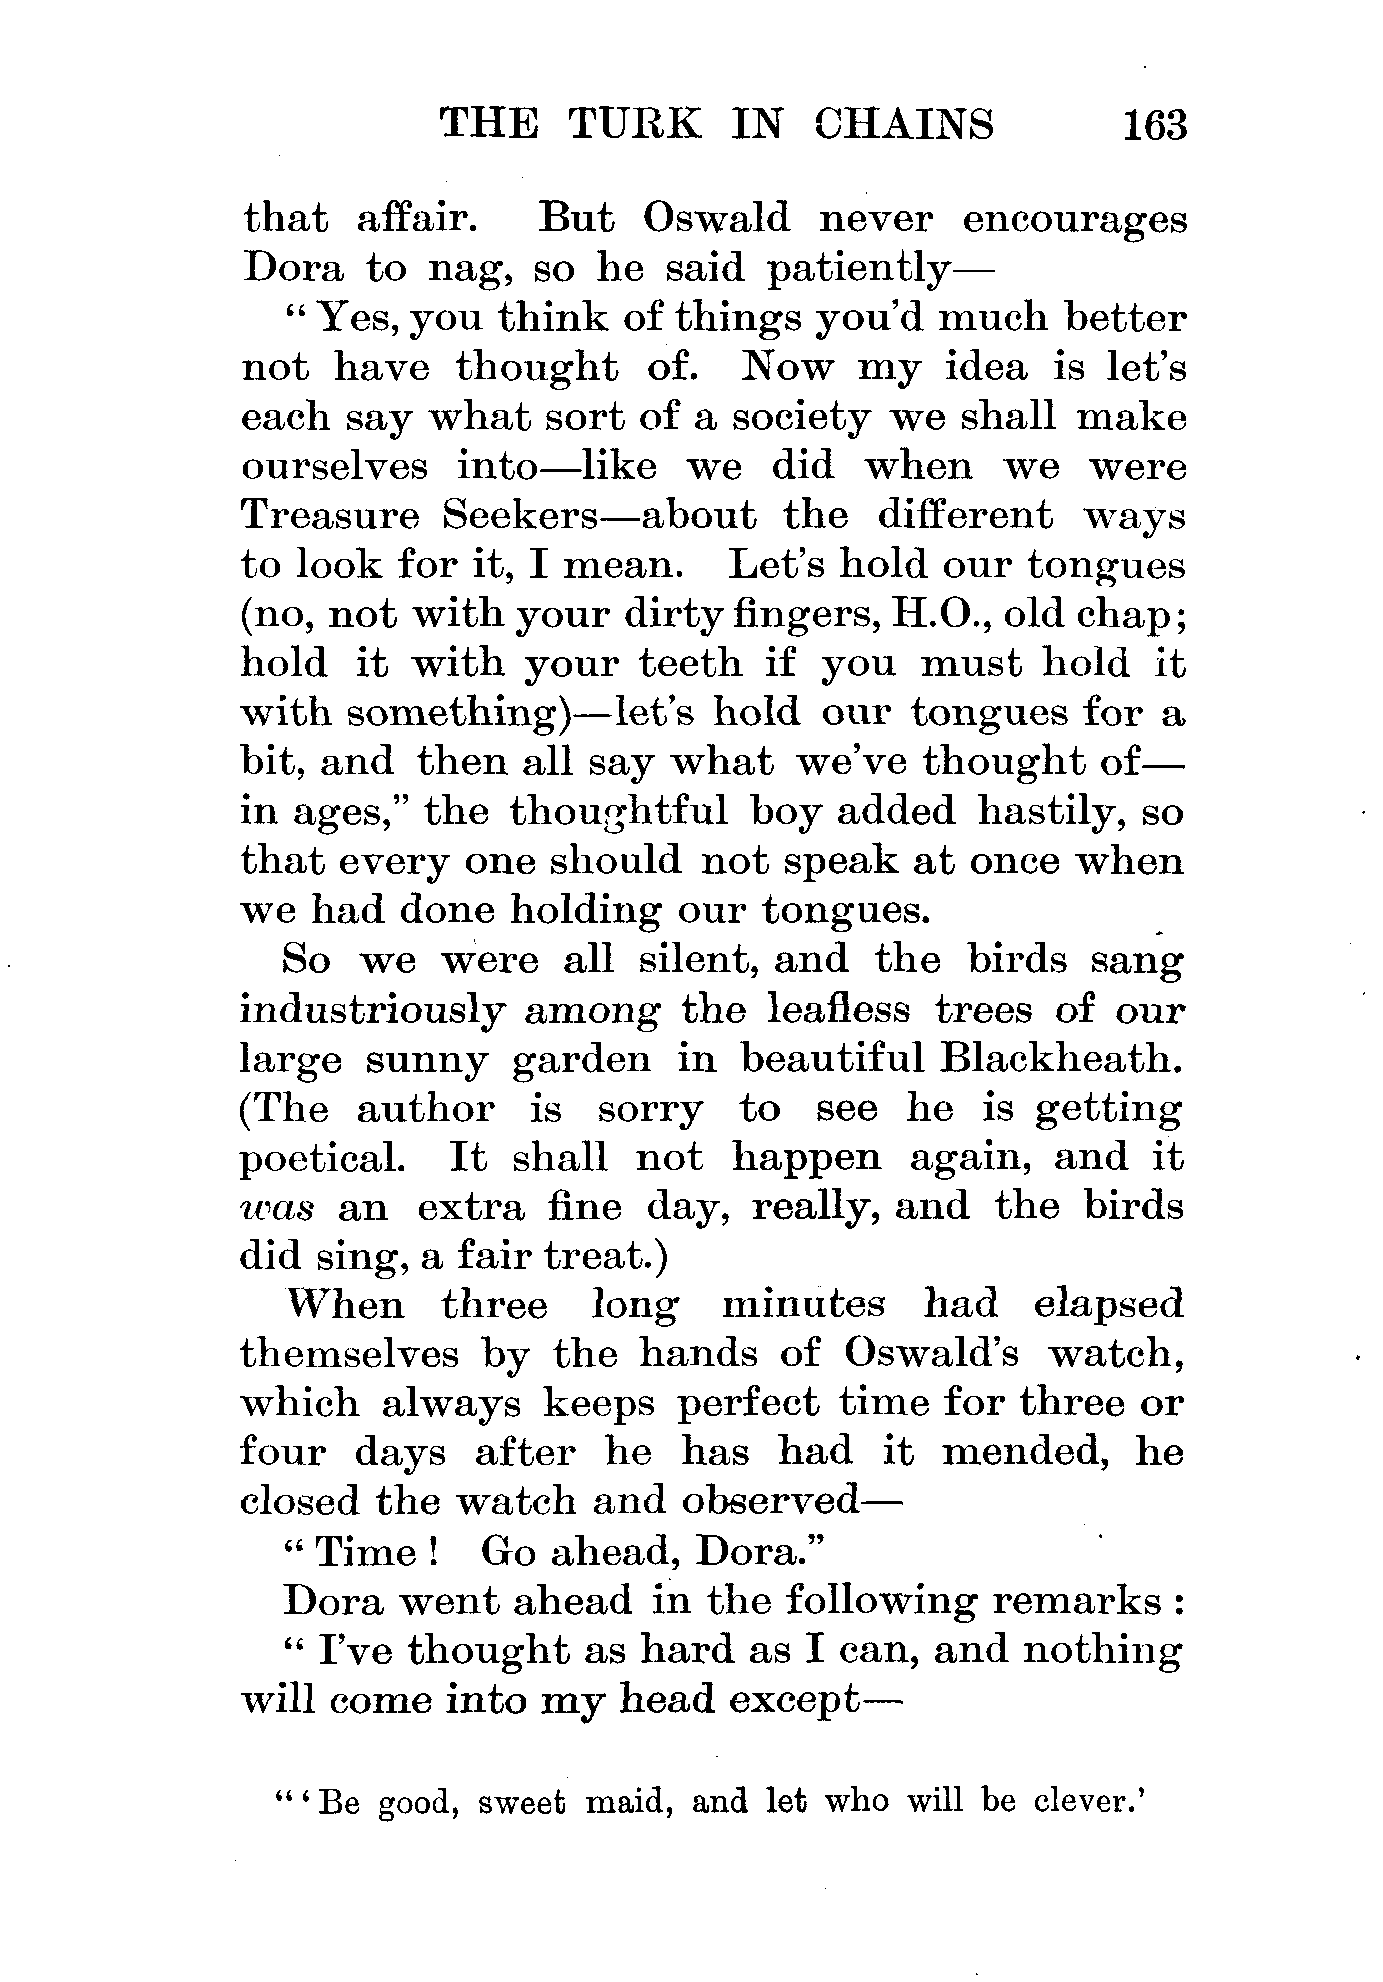 THE TURK IN CHAINS 163
that affair. But Oswald never encourages
Dora to nag, so he said patiently—
“ Yes, you think of things you’d much better
not have thought of. Now my idea is let’s
each say what sort of a society we shall make
ourselves into—like we did when we were
Treasure Seekers—about the different ways
to look for it, I mean. Let’s hold our tongues
(no, not with your dirty fingers, H.O., old chap;
hold it with your teeth if you must hold it
with something)—let’s hold our tongues for a
bit, and then all say what we’ve thought of—
in ages,” the thoughtful boy added hastily, so
that every one should not speak at once when
we had done holding our tongues.
So we were all silent, and the birds sang
industriously among the leafless trees of our
large sunny garden in beautiful Blackheath.
(The author is sorry to see he is getting
poetical. It shall not happen again, and it
was an extra fine day, really, and the birds
did sing, a fair treat.)
When three long minutes had elapsed
themselves by the hands of Oswald’s watch,
which always keeps perfect time for three or
four days after he has had it mended, he
closed the watch and observed—
“ Time ! Go ahead, Dora.”
Dora went ahead in the following remarks :
“ I’ve thought as hard as I can, and nothing
will come into my head except—
“ ‘ Be good, sweet maid, and let who will be clever.’